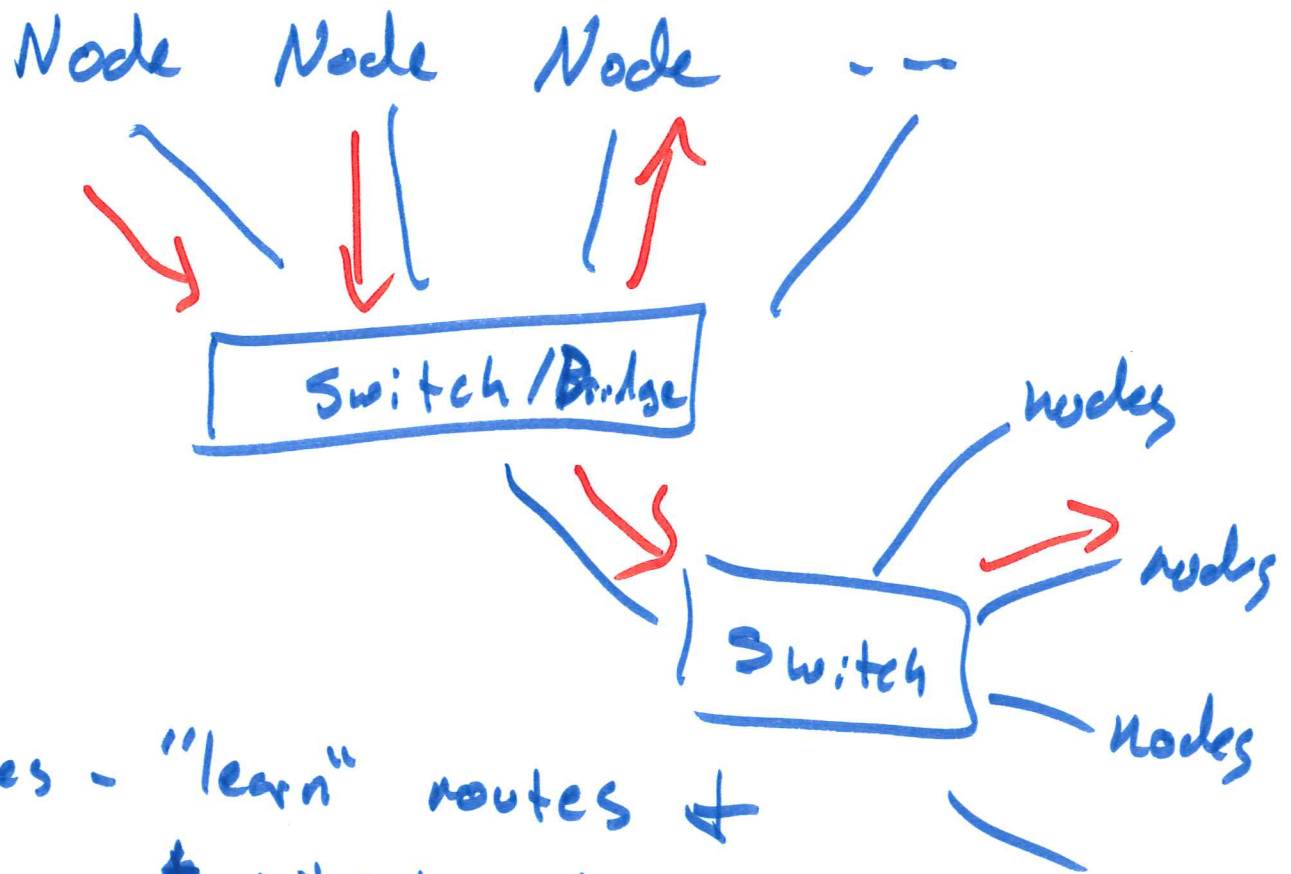 Node Node Node ---
Switch/Bridge
nodes
nodes
Switch
nodes
es - "learn" routes +